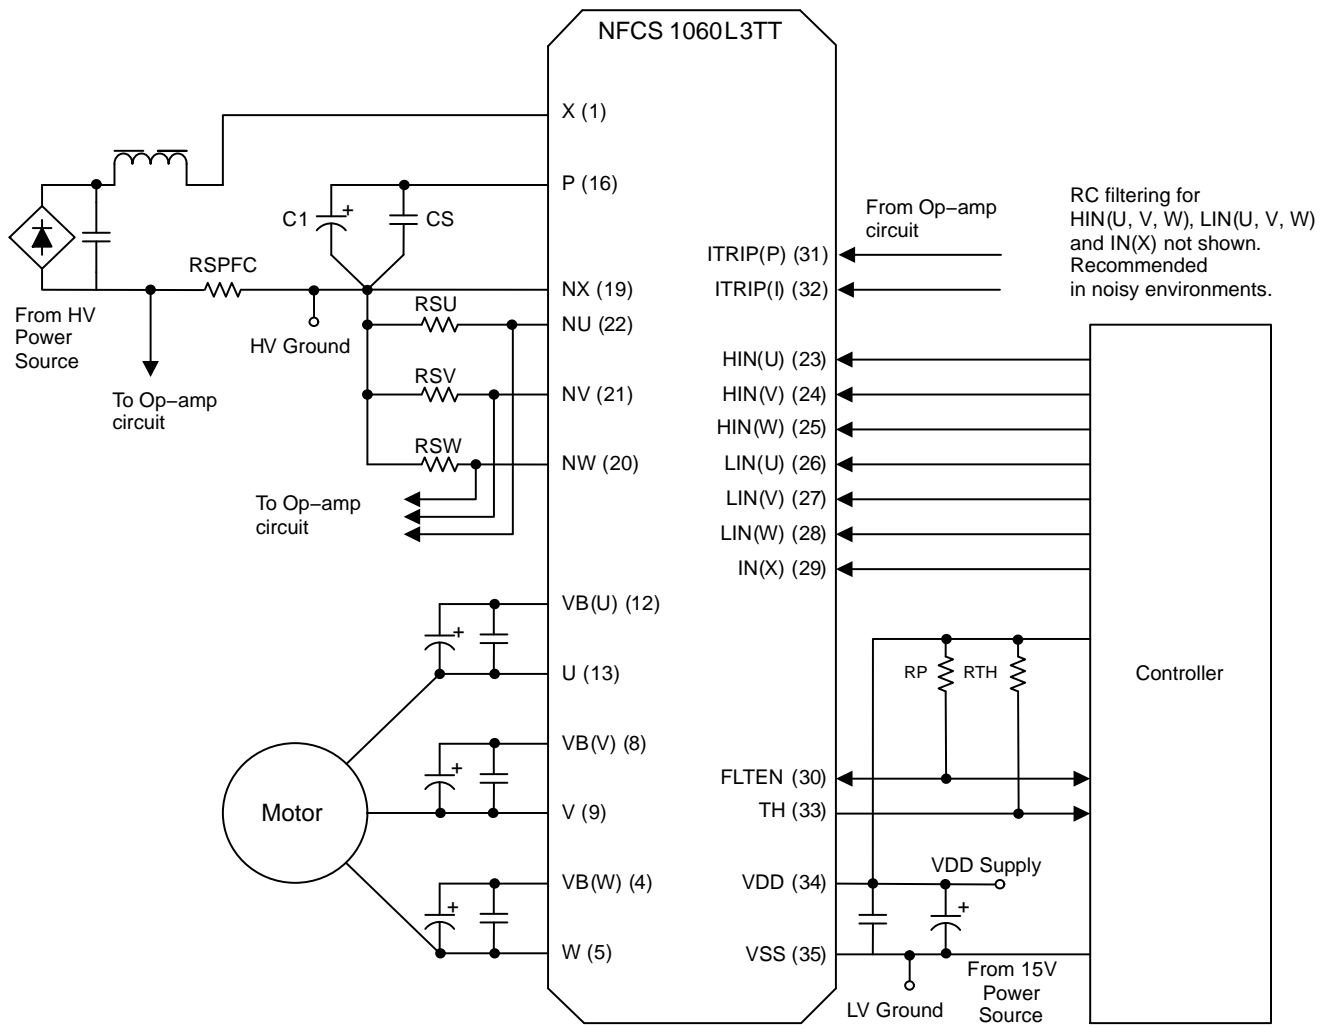 NFCS 1060L3TT
X (1)
P (16)
C1
+
CS
RSPFC
NX (19)
From HV
Power
Source
HV Ground
RSU
NU (22)
RSV
NV (21)
RSW
NW (20)
To Op−amp
circuit
To Op−amp
circuit
VB(U) (12)
+
U (13)
VB(V) (8)
+
Motor
V (9)
VB(W) (4)
+
W (5)
From Op−amp
circuit
ITRIP(P) (31)
ITRIP(I) (32)
RC filtering for
HIN(U, V, W), LIN(U, V, W)
and IN(X) not shown.
Recommended
in noisy environments.
HIN(U) (23)
HIN(V) (24)
HIN(W) (25)
LIN(U) (26)
LIN(V) (27)
LIN(W) (28)
IN(X) (29)
RP
RTH
Controller
FLTEN (30)
TH (33)
VDD Supply
VDD (34)
+
VSS (35)
From 15V
Power
Source
LV Ground